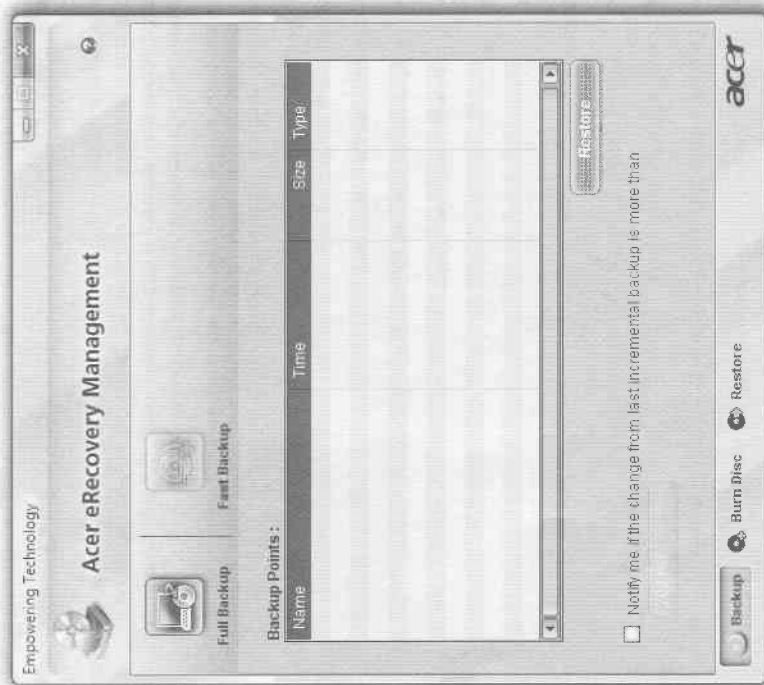 Empowering Technology
Acer eRecovery Management
Full Backup
Fast Backup
Backup Points :
Name Time Size Type
Restore
Notify me if the change from last incremental backup is more than
Backup Burn Disc Restore
acer